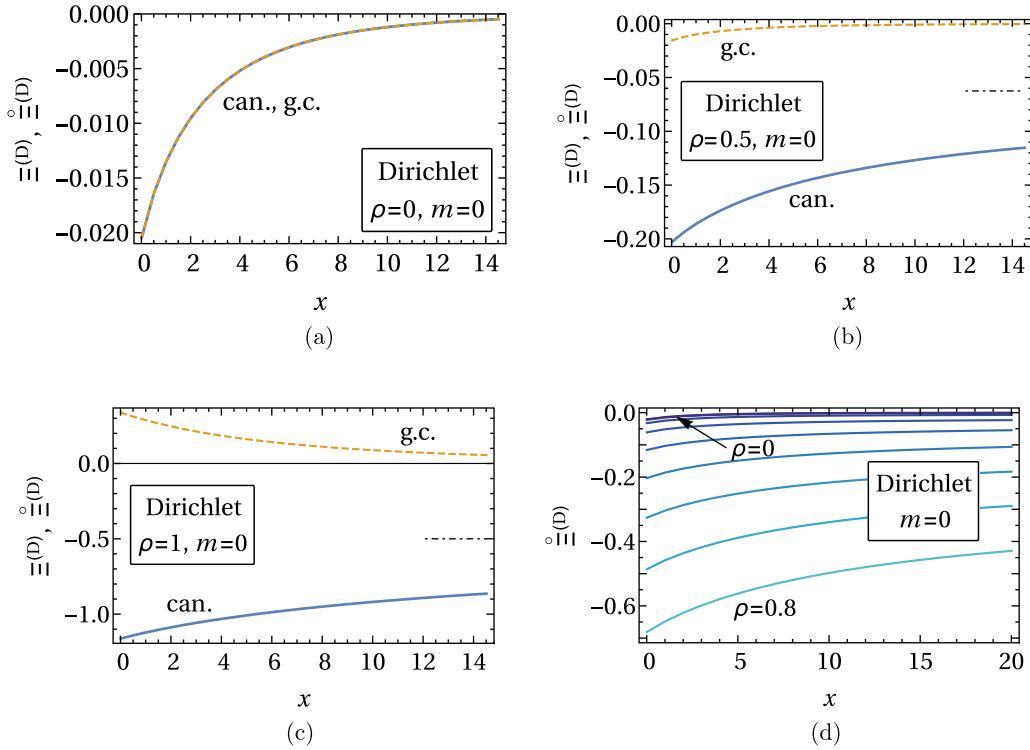 −0.000
−0.005
−0.010
−0.015
−0.020
Ξ(D), Ξ̊(D)
can., g.c.
Dirichlet
ρ=0, m=0
0 2 4 6 8 10 12 14
x
(a)
0.00
−0.05
−0.10
−0.15
−0.20
Ξ(D), Ξ̊(D)
g.c.
Dirichlet
ρ=0.5, m=0
can.
0 2 4 6 8 10 12 14
x
(b)
0.0
−0.5
−1.0
Ξ(D), Ξ̊(D)
g.c.
Dirichlet
ρ=1, m=0
can.
0 2 4 6 8 10 12 14
x
(c)
0.0
−0.2
−0.4
−0.6
Ξ̊(D)
ρ=0
Dirichlet
m=0
ρ=0.8
0 5 10 15 20
x
(d)